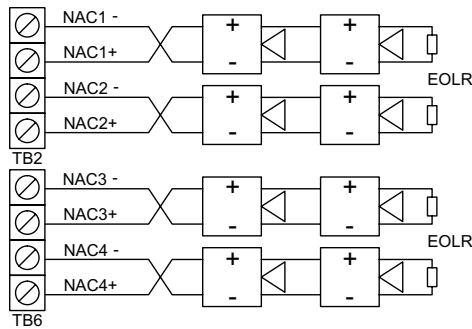 NAC1 -
+ +
NAC1+
- -
EOLR
NAC2 -
+ +
NAC2+
- -
TB2
NAC3 -
+ +
NAC3+
- -
EOLR
NAC4 -
+ +
NAC4+
- -
TB6